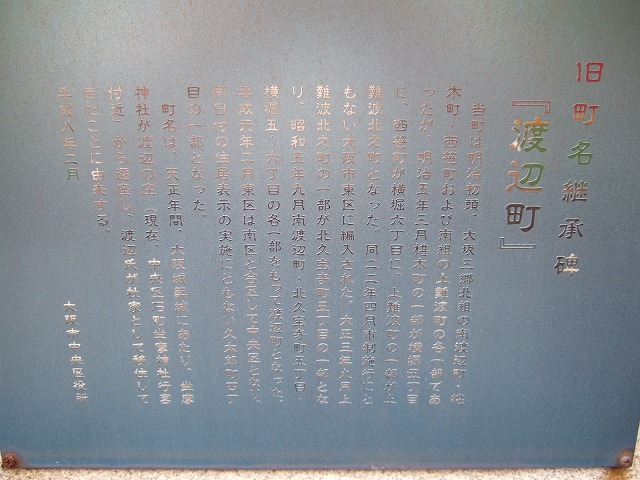 旧町名継承碑
『渡辺町』
当町は明治初頭、大坂三郷北組の南渡辺町・松
木町・西笹町および南組の上難波町の各一部であ
ったが、明治五年三月椹木町の一部が横堀五丁目
に、西笹町が横堀六丁目に、上難波町の一部が上
難波北之町となった。同二二年四月市制施行にと
もない大阪市東区に編入された。大正三年九月上
難波北之町の一部が北久宝寺町五丁目の一部とな
り、昭和五年九月南渡辺町、北久宝寺町五丁目、
横堀五、六丁目の各一部をもって渡辺町となった。
平成元年二月東区は南区と合区して中央区となり、
同日付の住居表示の実施にともない久太郎町四丁
目の一部となった。
町名は、天正年間、大阪城築城にあたり、坐摩
神社が渡辺の庄（現在、中央区石町坐摩神社行宮
付近）から遷座し、渡辺氏が社家として移住して
きたことに由来する。
平成八年二月
大阪市中央区役所